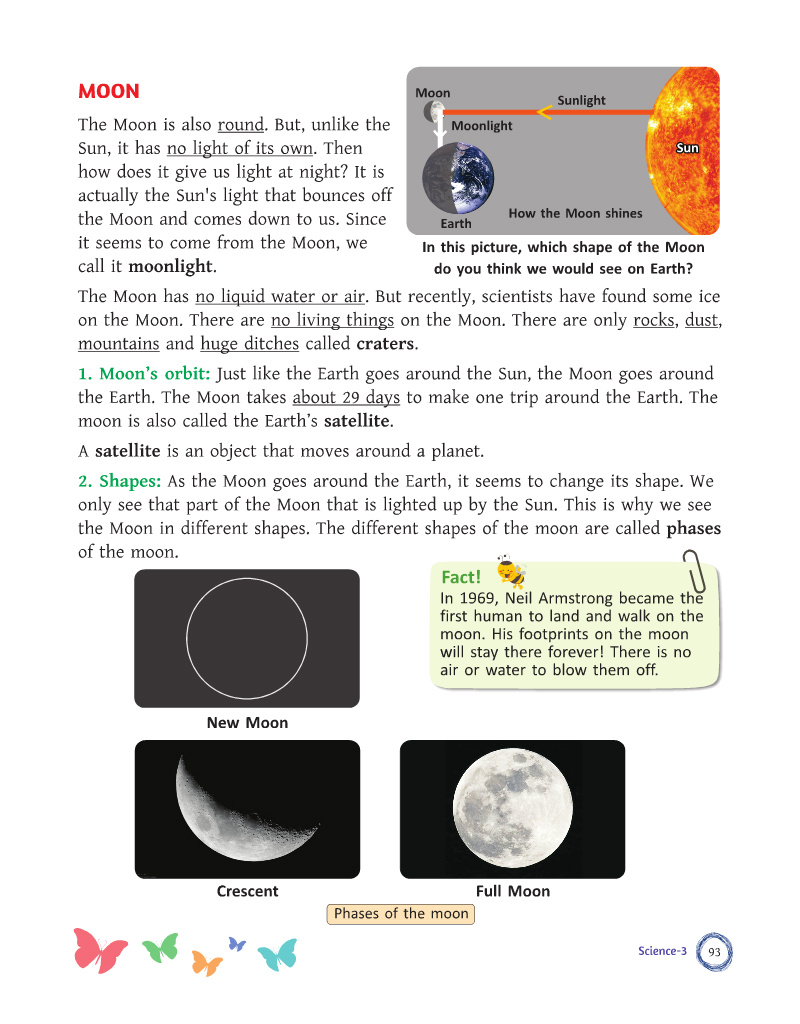 MOON
The Moon is also round. But, unlike the
Sun, it has no light of its own. Then
how does it give us light at night? It is
actually the Sun's light that bounces off
the Moon and comes down to us. Since
it seems to come from the Moon, we
call it moonlight.
Moon
Sunlight
Moonlight
Sun
How the Moon shines
Earth
In this picture, which shape of the Moon
do you think we would see on Earth?
The Moon has no liquid water or air. But recently, scientists have found some ice
on the Moon. There are no living things on the Moon. There are only rocks, dust,
mountains and huge ditches called craters.
1. Moon’s orbit: Just like the Earth goes around the Sun, the Moon goes around
the Earth. The Moon takes about 29 days to make one trip around the Earth. The
moon is also called the Earth’s satellite.
A satellite is an object that moves around a planet.
2. Shapes: As the Moon goes around the Earth, it seems to change its shape. We
only see that part of the Moon that is lighted up by the Sun. This is why we see
the Moon in different shapes. The different shapes of the moon are called phases
of the moon.
Fact!
In 1969, Neil Armstrong became the
first human to land and walk on the
moon. His footprints on the moon
will stay there forever! There is no
air or water to blow them off.
New Moon
Crescent
Full Moon
Phases of the moon
Science-3
93